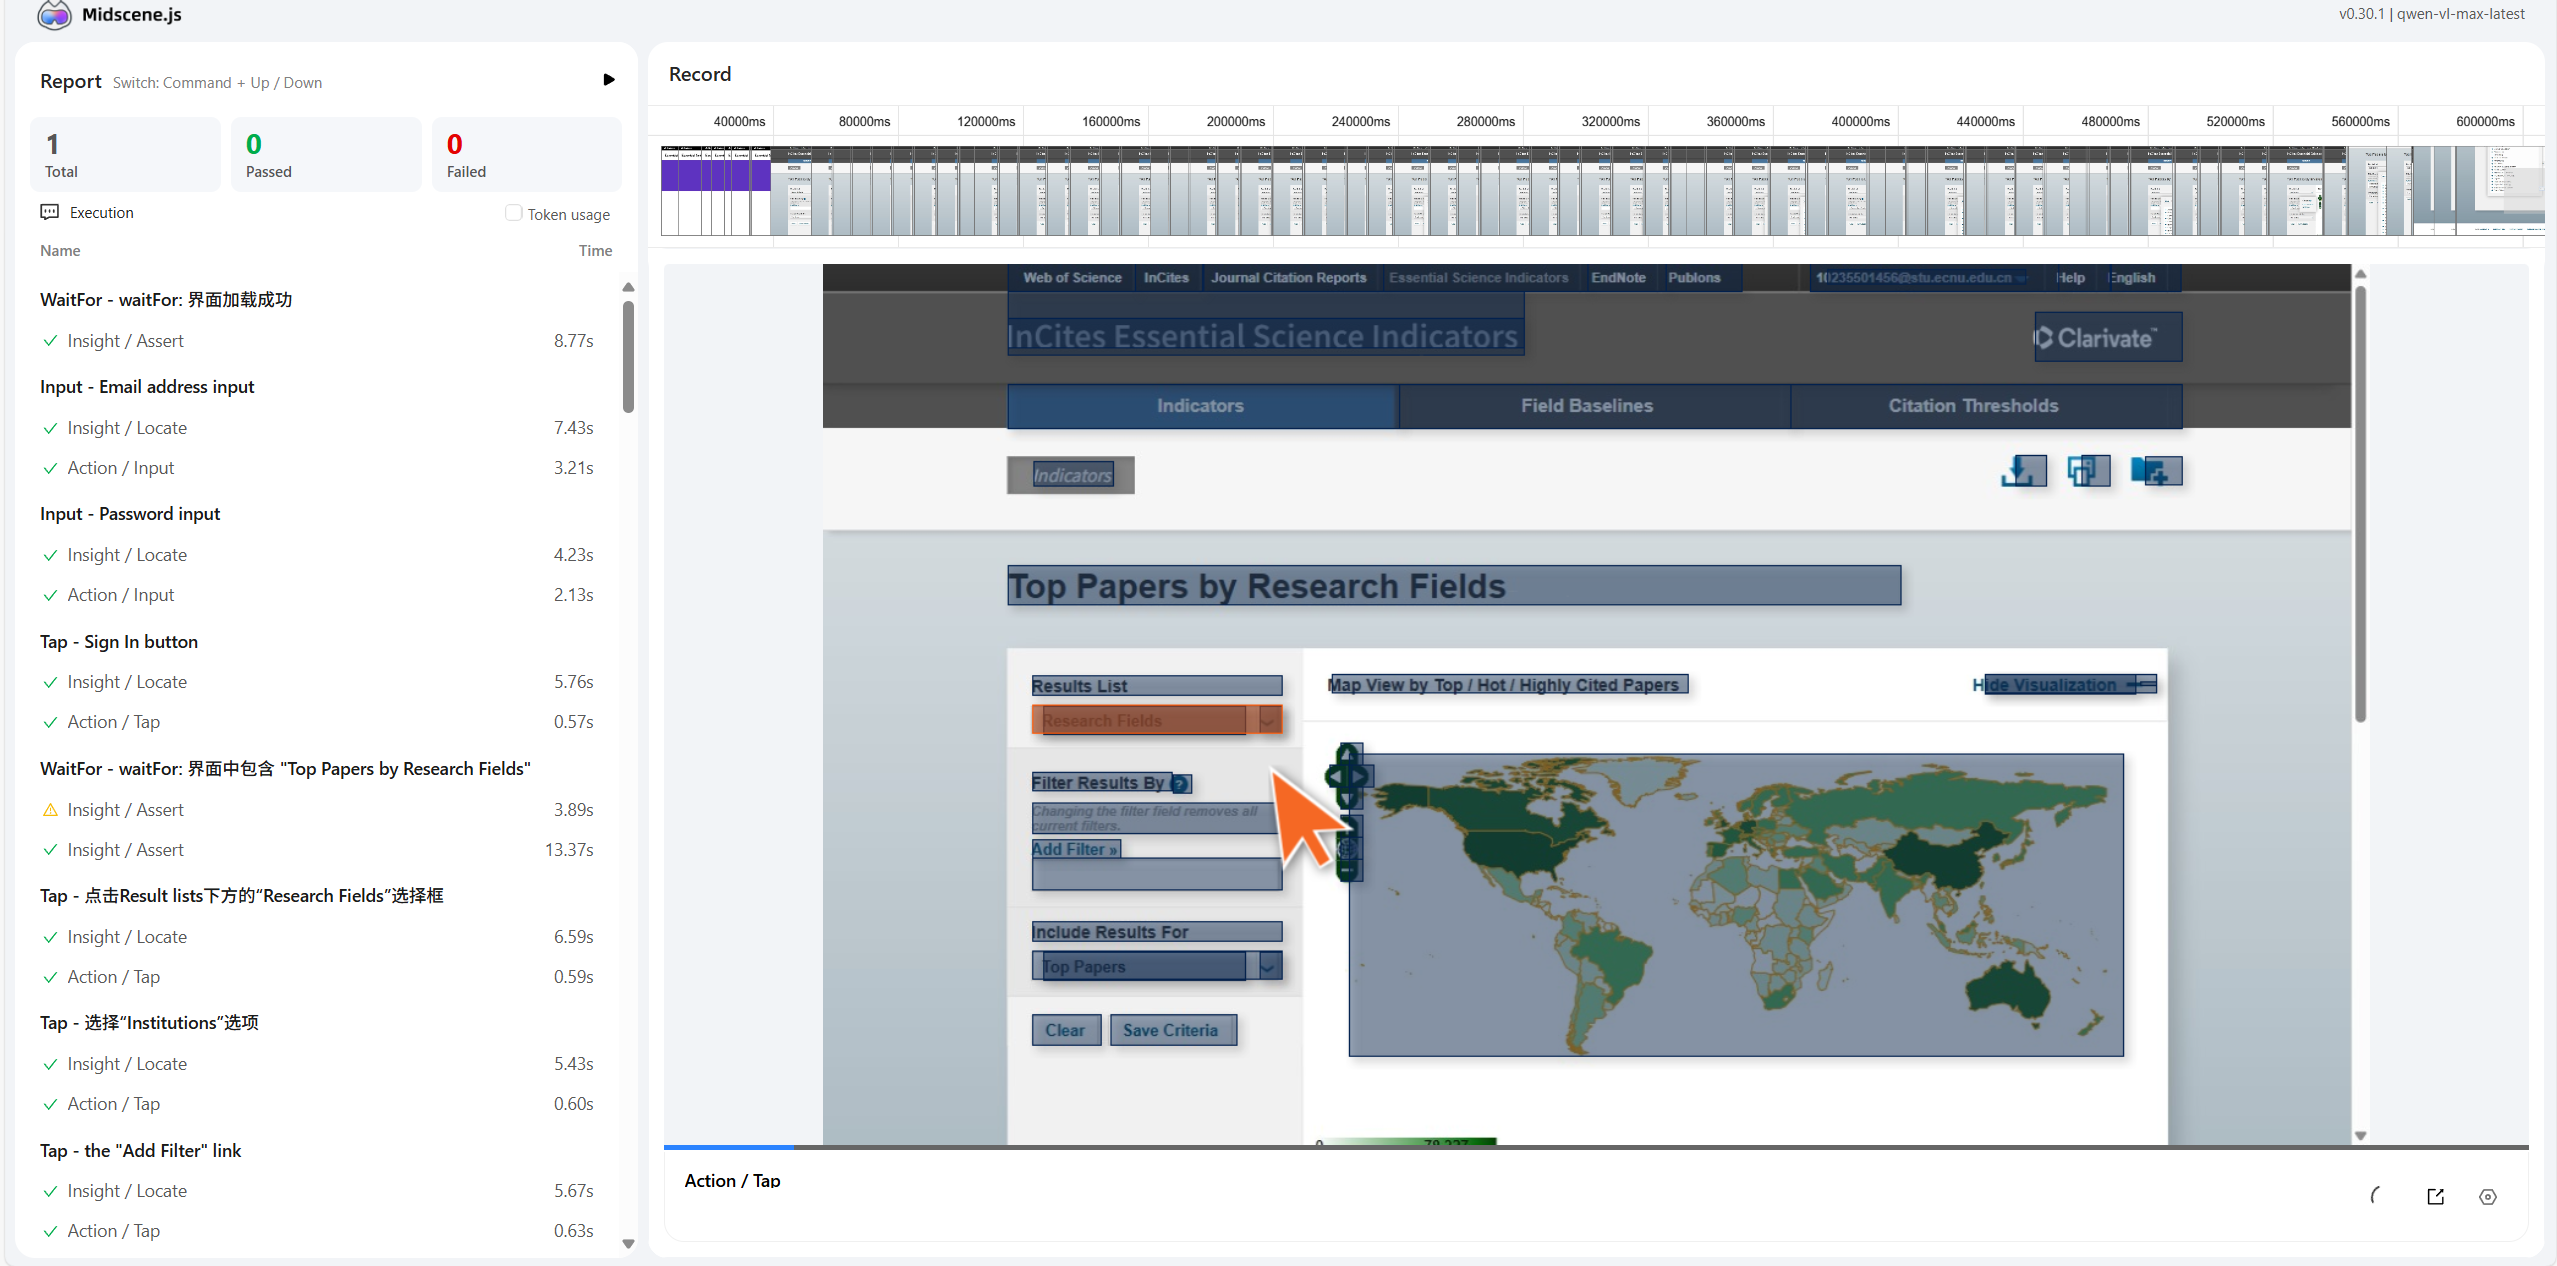 Midscene.js
v0.30.1 | qwen-vl-max-latest
Report Switch: Command + Up / Down
1
Total
0
Passed
0
Failed
Execution
Token usage
Name Time
WaitFor - waitFor: 界面加载成功
Insight / Assert 8.77s
Input - Email address input
Insight / Locate 7.43s
Action / Input 3.21s
Input - Password input
Insight / Locate 4.23s
Action / Input 2.13s
Tap - Sign In button
Insight / Locate 5.76s
Action / Tap 0.57s
WaitFor - waitFor: 界面中包含 "Top Papers by Research Fields"
Insight / Assert 3.89s
Insight / Assert 13.37s
Tap - 点击Result lists下方的“Research Fields”选择框
Insight / Locate 6.59s
Action / Tap 0.59s
Tap - 选择“Institutions”选项
Insight / Locate 5.43s
Action / Tap 0.60s
Tap - the "Add Filter" link
Insight / Locate 5.67s
Action / Tap 0.63s
Record
40000ms 80000ms 120000ms 160000ms 200000ms 240000ms 280000ms 320000ms 360000ms 400000ms 440000ms 480000ms 520000ms 560000ms 600000ms
Web of Science InCites Journal Citation Reports Essential Science Indicators EndNote Publons 10235501456@stu.ecnu.edu.cn Help English
InCites Essential Science Indicators
Clarivate™
Indicators Field Baselines Citation Thresholds
Indicators
Top Papers by Research Fields
Results List
Research Fields
Filter Results By ?
Changing the filter field removes all
current filters.
Add Filter »
Include Results For
Top Papers
Clear Save Criteria
Map View by Top / Hot / Highly Cited Papers
Hide Visualization
0 78,227
Action / Tap